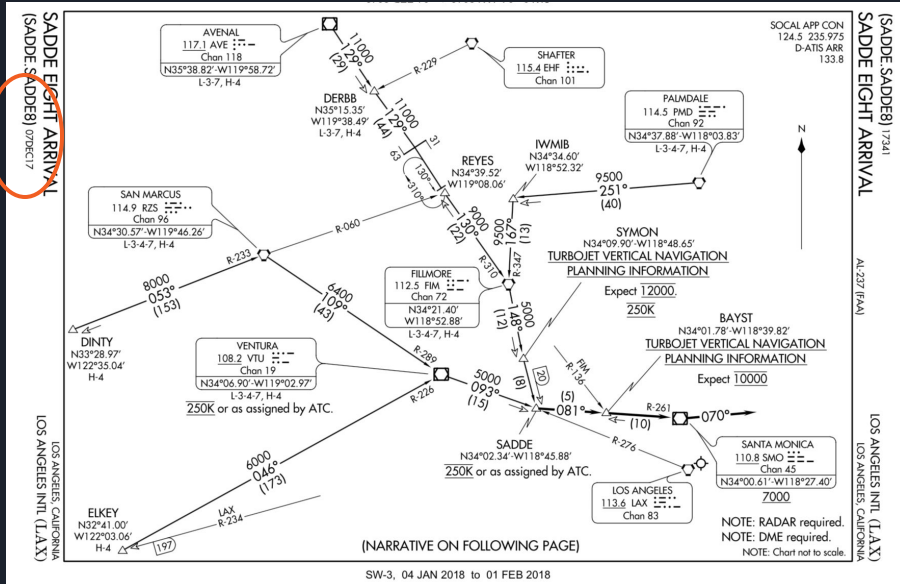 SADDE EIGHT ARRIVAL
(SADDE.SADDE8) 07DEC17
LOS ANGELES INTL (LAX)
LOS ANGELES, CALIFORNIA
AVENAL
117.1 AVE
Chan 118
N35°38.82'-W119°58.72'
L-3-7, H-4
11000
129°
(29)
R-229
SHAFTER
115.4 EHF
Chan 101
SOCAL APP CON
124.5 235.975
D-ATIS ARR
133.8
DERBB
N35°15.35'
W119°38.49'
L-3-7, H-4
11000
129°
(44)
63
31
130°
310°
PALMDALE
114.5 PMD
Chan 92
N34°37.88'-W118°03.83'
L-3-4-7, H-4
N
REYES
N34°39.52'
W119°08.06'
IWMIB
N34°34.60'
W118°52.32'
9500
251°
(40)
SAN MARCUS
114.9 RZS
Chan 96
N34°30.57'-W119°46.26'
L-3-4-7, H-4
R-060
R-233
9000
130°
(22)
R-310
9500
167°
(13)
R-347
SYMON
N34°09.90'-W118°48.65'
TURBOJET VERTICAL NAVIGATION
PLANNING INFORMATION
Expect 12000.
250K
8000
053°
(153)
6400
109°
(43)
R-289
FILLMORE
112.5 FIM
Chan 72
N34°21.40'
W118°52.88'
L-3-4-7, H-4
5000
148°
(12)
BAYST
N34°01.78'-W118°39.82'
TURBOJET VERTICAL NAVIGATION
PLANNING INFORMATION
Expect 10000
DINTY
N33°28.97'
W122°35.04'
H-4
VENTURA
108.2 VTU
Chan 19
N34°06.90'-W119°02.97'
L-3-4-7, H-4
250K or as assigned by ATC.
R-226
5000
093°
(15)
(8)
20
FIM
R-136
(5)
081°
(10)
R-261
070°
R-276
SADDE
N34°02.34'-W118°45.88'
250K or as assigned by ATC.
SANTA MONICA
110.8 SMO
Chan 45
N34°00.61'-W118°27.40'
7000
LOS ANGELES
113.6 LAX
Chan 83
6000
046°
(173)
ELKEY
N32°41.00'
W122°03.06'
H-4
LAX
R-234
197
(NARRATIVE ON FOLLOWING PAGE)
NOTE: RADAR required.
NOTE: DME required.
NOTE: Chart not to scale.
(SADDE.SADDE8) 17341
SADDE EIGHT ARRIVAL
AL-237 (FAA)
LOS ANGELES INTL (LAX)
LOS ANGELES, CALIFORNIA
SW-3, 04 JAN 2018 to 01 FEB 2018